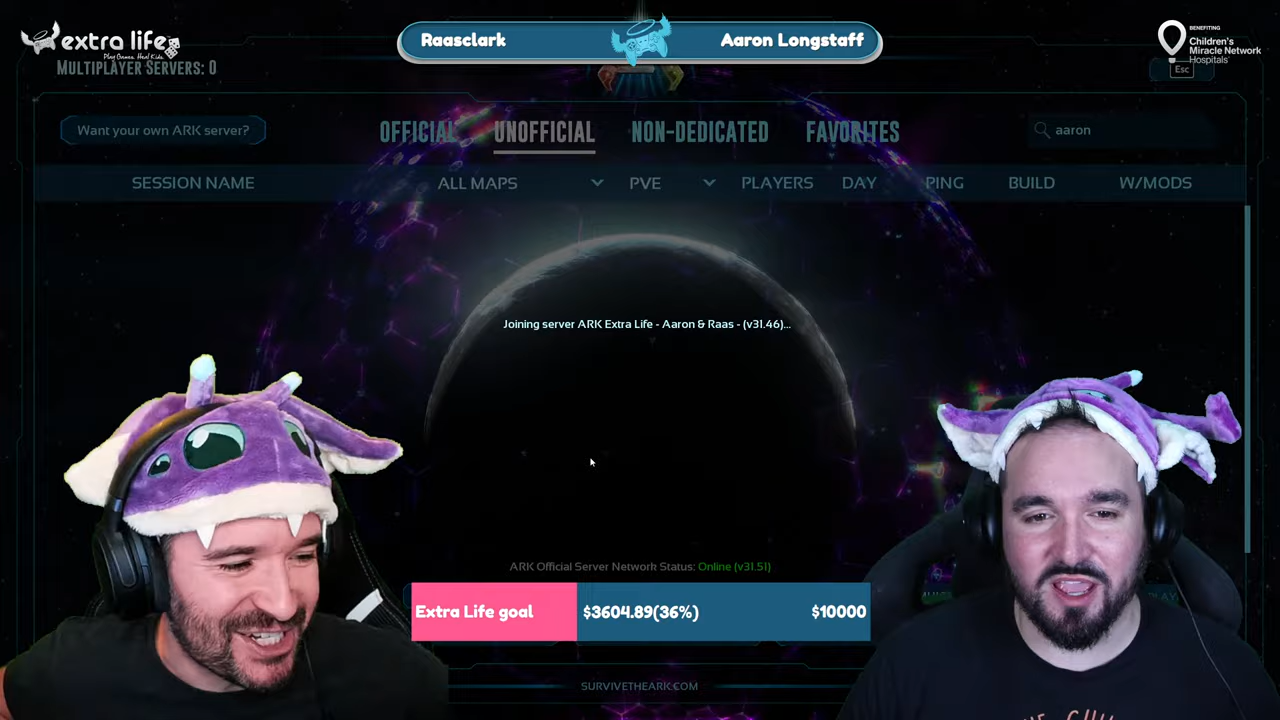 extra life
Play Games. Heal Kids.
Raasclark
Aaron Longstaff
BENEFITING
Children's
Miracle Network
Hospitals
MULTIPLAYER SERVERS: 0
Esc
Want your own ARK server?
OFFICIAL
UNOFFICIAL
NON-DEDICATED
FAVORITES
aaron
SESSION NAME
ALL MAPS
PVE
PLAYERS
DAY
PING
BUILD
W/MODS
Joining server ARK Extra Life - Aaron & Raas - (v31.46)...
ARK Official Server Network Status: Online (v31.51)
Extra Life goal
$3604.89(36%)
$10000
SURVIVETHEARK.COM